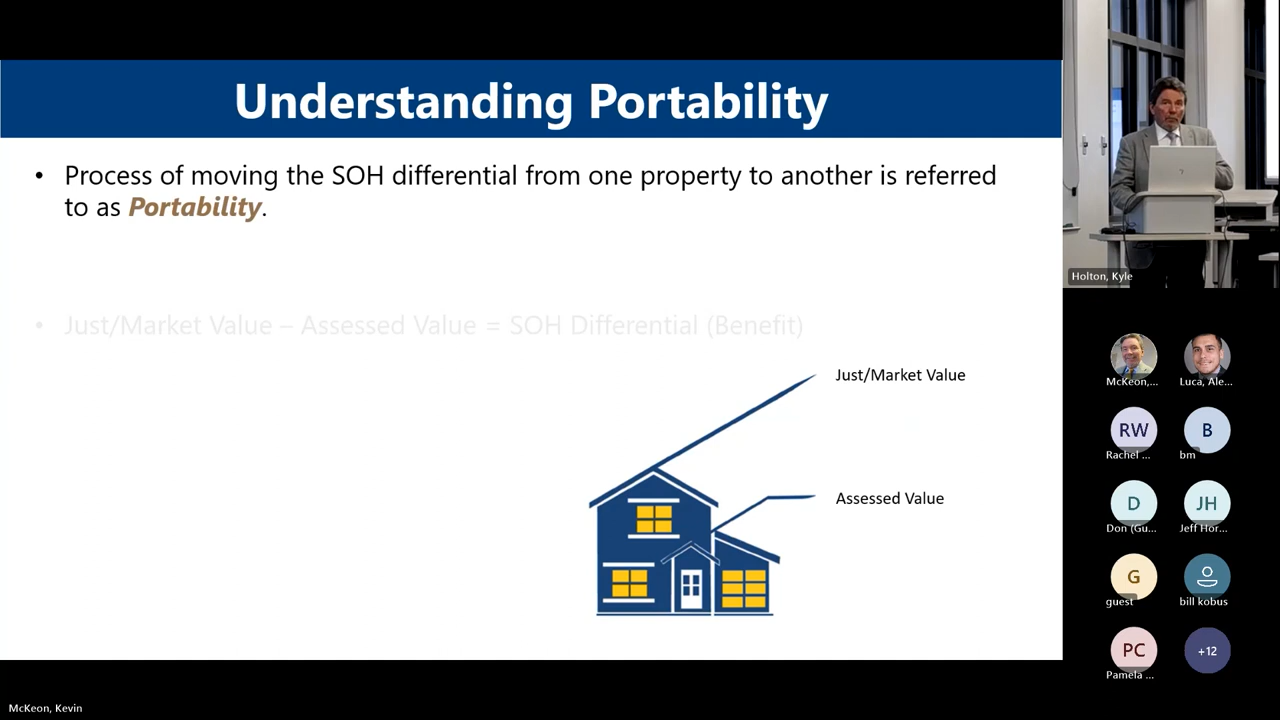 Understanding Portability
• Process of moving the SOH differential from one property to another is referred
to as Portability.
• Just/Market Value – Assessed Value = SOH Differential (Benefit)
Just/Market Value
Assessed Value
Holton, Kyle
McKeon,...
Luca, Ale...
RW
B
Rachel ...
bm
D
JH
Don (Gu...
Jeff Hor...
G
guest
bill kobus
PC
+12
Pamela ...
McKeon, Kevin